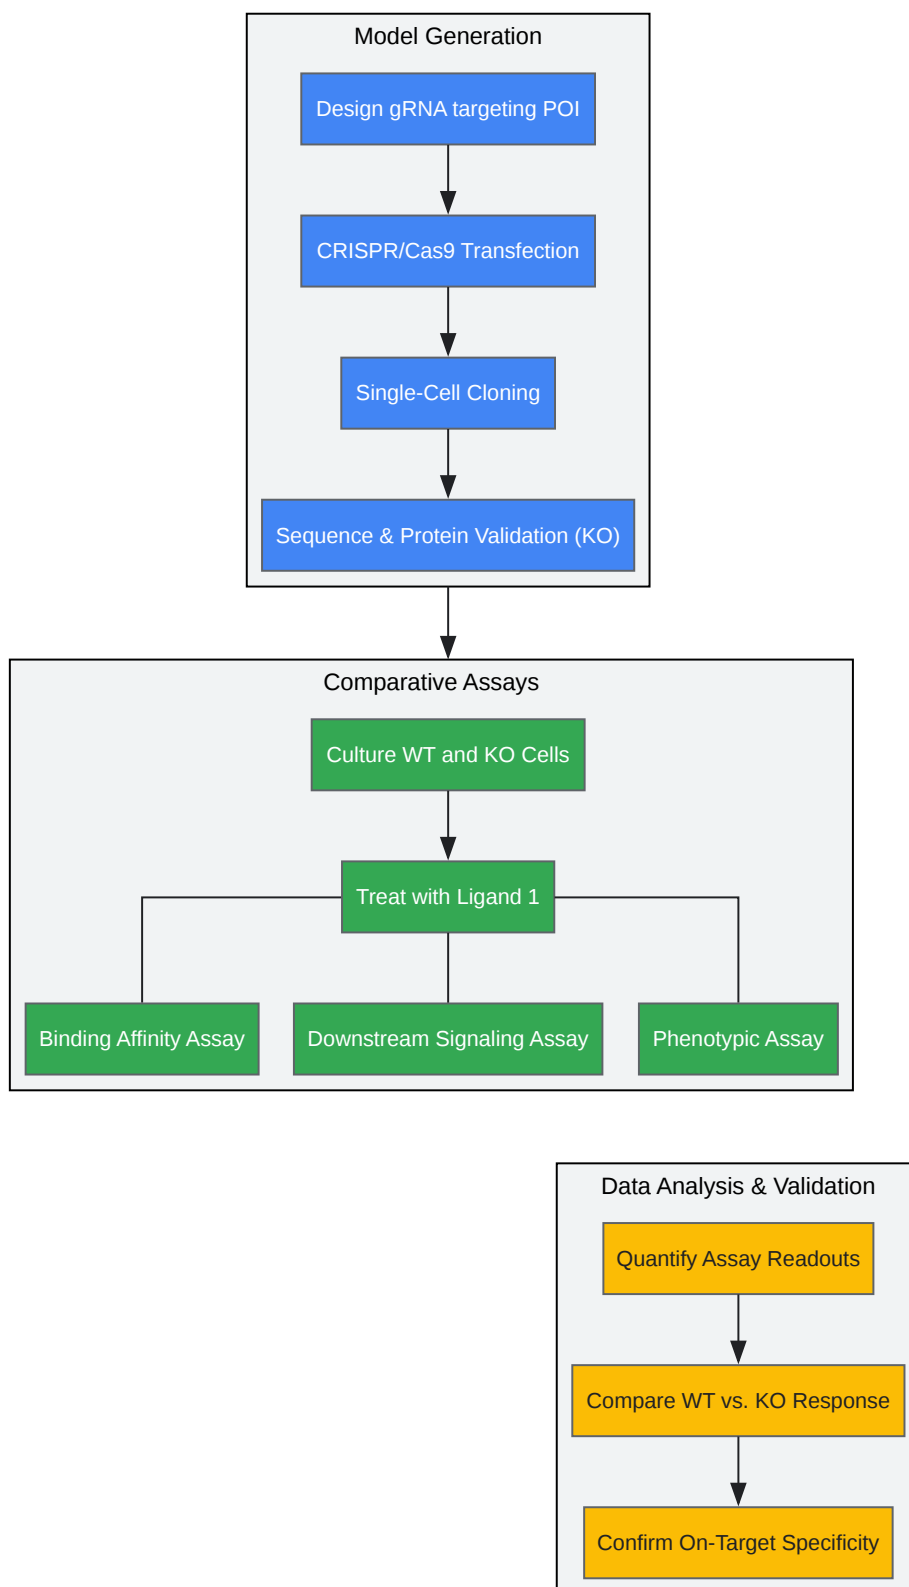 Model Generation
Design gRNA targeting POI
CRISPR/Cas9 Transfection
Single-Cell Cloning
Sequence & Protein Validation (KO)
Comparative Assays
Culture WT and KO Cells
Treat with Ligand 1
Binding Affinity Assay
Downstream Signaling Assay
Phenotypic Assay
Data Analysis & Validation
Quantify Assay Readouts
Compare WT vs. KO Response
Confirm On-Target Specificity